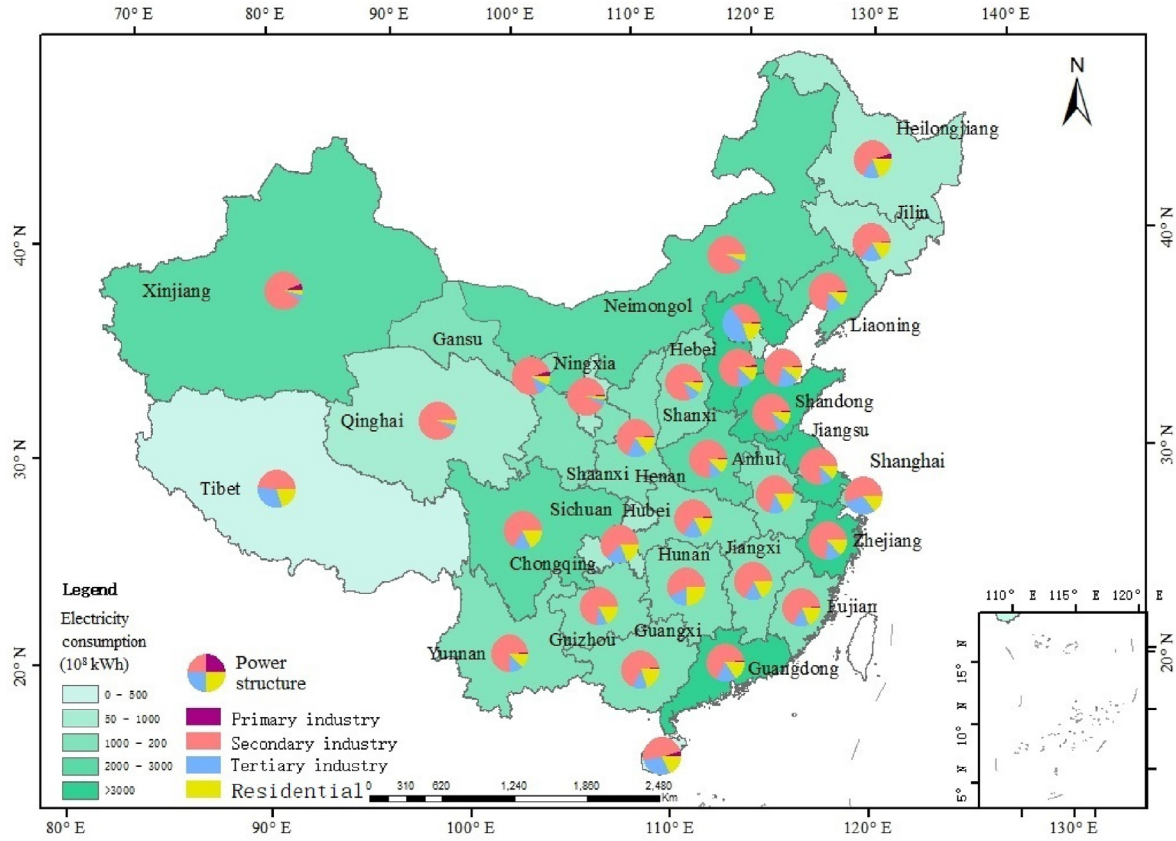 70° E 80° E 90° E 100° E 110° E 120° E 130° E 140° E
N
Heilongjiang
Jilin
40° N
40° N
Xinjiang
Neimongol
Liaoning
Gansu
Hebei
Ningxia
Qinghai
Shanxi
Shandong
Jiangsu
30° N
30° N
Shaanxi
Henan
Anhui
Shanghai
Tibet
Sichuan
Hubei
Zhejiang
Chongqing
Hunan
Jiangxi
Legend
Electricity
consumption
(10⁸ kWh)
0 - 500
50 - 1000
1000 - 200
2000 - 3000
>3000
Power
structure
Primary industry
Secondary industry
Tertiary industry
Residential
Guizhou
Guangxi
Fujian
Yunnan
Guangdong
20° N
20° N
110° E 115° E 120° E
15° N
10° N
5° N
0 310 620 1,240 1,860 2,480
Km
80° E 90° E 100° E 110° E 120° E 130° E